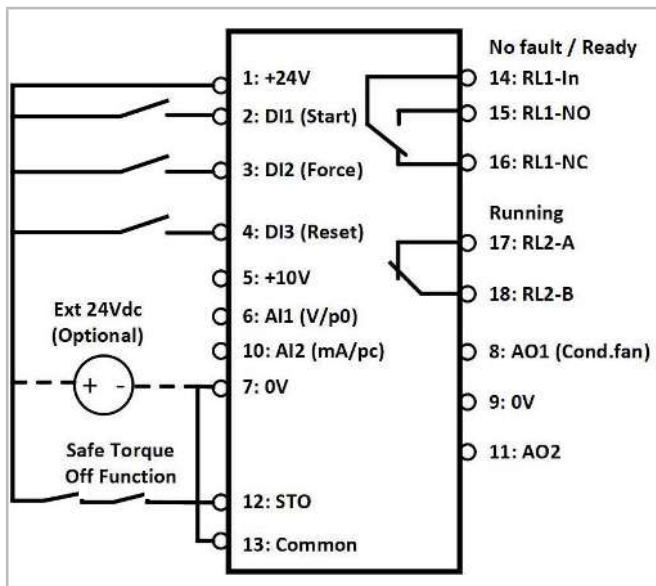 No fault / Ready
1: +24V
14: RL1-In
2: DI1 (Start)
15: RL1-NO
3: DI2 (Force)
16: RL1-NC
Running
4: DI3 (Reset)
17: RL2-A
5: +10V
18: RL2-B
Ext 24Vdc
(Optional)
6: AI1 (V/p0)
10: AI2 (mA/pc)
8: AO1 (Cond.fan)
+ -
7: 0V
9: 0V
Safe Torque
Off Function
11: AO2
12: STO
13: Common